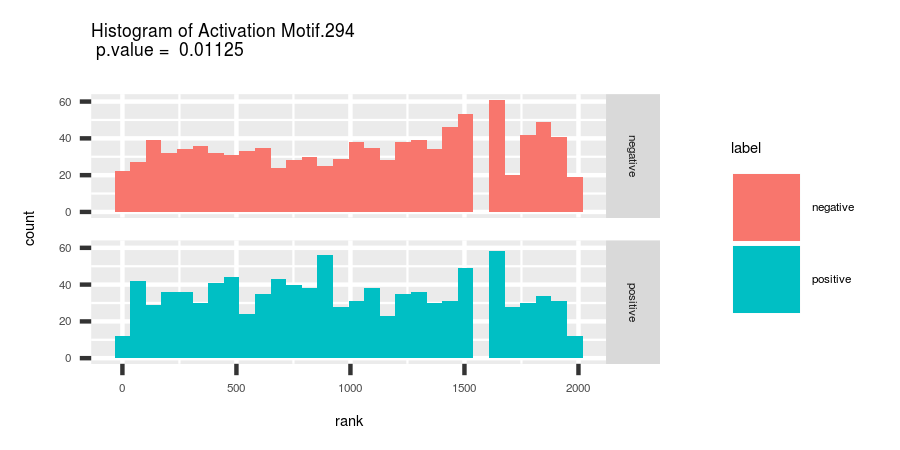 Histogram of Activation Motif.294
p.value = 0.01125
60
40
20
0
negative
60
40
20
0
positive
0 500 1000 1500 2000
rank
count
label
negative
positive